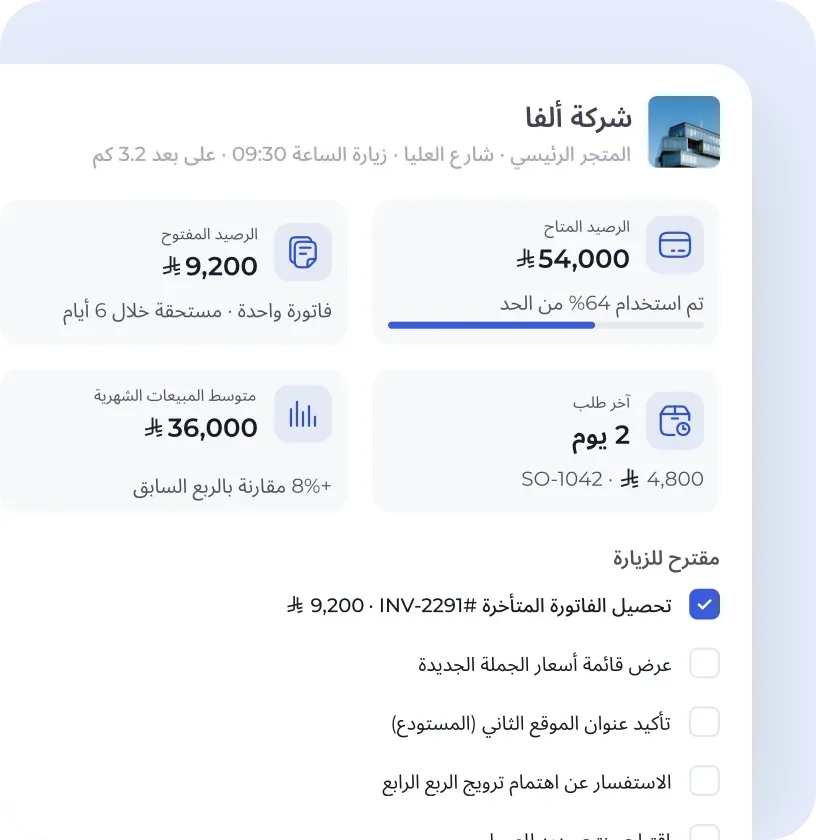 شركة ألفا
المتجر الرئيسي · شارع العليا · زيارة الساعة 09:30 · على بعد 3.2 كم
الرصيد المتاح
54,000 ⃁
تم استخدام 64% من الحد
الرصيد المفتوح
9,200 ⃁
فاتورة واحدة · مستحقة خلال 6 أيام
آخر طلب
2 يوم
4,800 ⃁ · SO-1042
متوسط المبيعات الشهرية
36,000 ⃁
+8% مقارنة بالربع السابق
مقترح للزيارة
تحصيل الفاتورة المتأخرة #INV-2291 · 9,200 ⃁
عرض قائمة أسعار الجملة الجديدة
تأكيد عنوان الموقع الثاني (المستودع)
الاستفسار عن اهتمام ترويج الربع الرابع